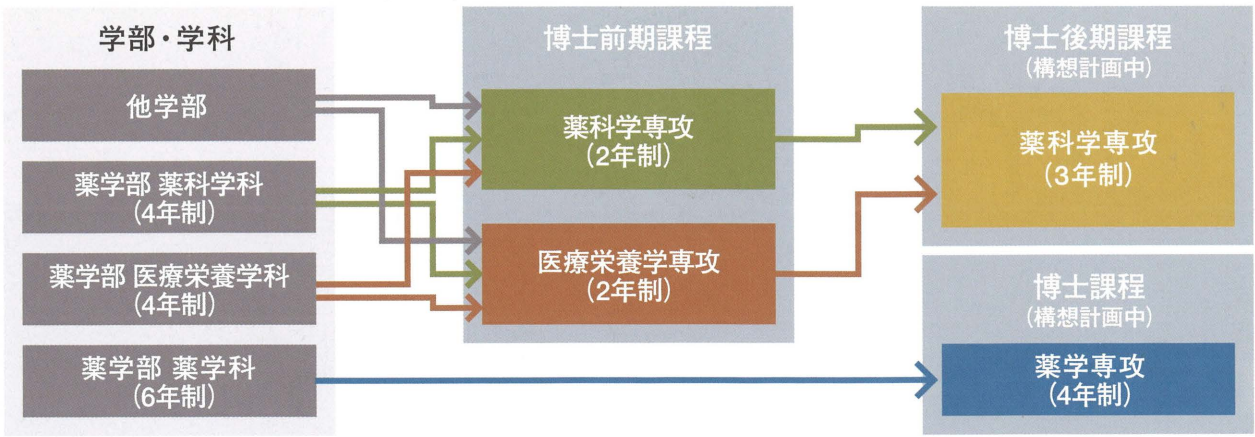 学部・学科
他学部
薬学部 薬科学科
(4年制)
薬学部 医療栄養学科
(4年制)
薬学部 薬学科
(6年制)
博士前期課程
薬科学専攻
(2年制)
医療栄養学専攻
(2年制)
博士後期課程
(構想計画中)
薬科学専攻
(3年制)
博士課程
(構想計画中)
薬学専攻
(4年制)